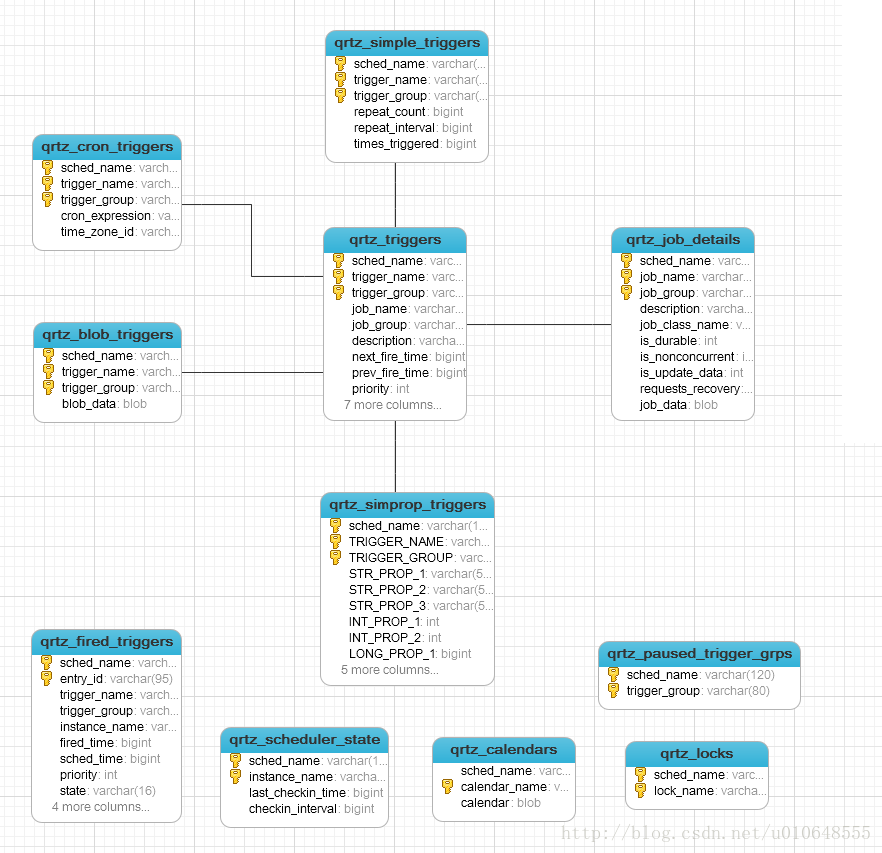 qrtz_simple_triggers
sched_name: varchar(...
trigger_name: varchar(...
trigger_group: varchar(...
repeat_count: bigint
repeat_interval: bigint
times_triggered: bigint
qrtz_cron_triggers
sched_name: varch...
trigger_name: varch...
trigger_group: varch...
cron_expression: va...
time_zone_id: varch...
qrtz_triggers
sched_name: varc...
trigger_name: varc...
trigger_group: varc...
job_name: varchar...
job_group: varchar...
description: varcha...
next_fire_time: bigint
prev_fire_time: bigint
priority: int
7 more columns...
qrtz_job_details
sched_name: varc...
job_name: varchar...
job_group: varchar...
description: varcha...
job_class_name: v...
is_durable: int
is_nonconcurrent: i...
is_update_data: int
requests_recovery:...
job_data: blob
qrtz_blob_triggers
sched_name: varch...
trigger_name: varch...
trigger_group: varch...
blob_data: blob
qrtz_simprop_triggers
sched_name: varchar(1...
TRIGGER_NAME: varch...
TRIGGER_GROUP: varc...
STR_PROP_1: varchar(5...
STR_PROP_2: varchar(5...
STR_PROP_3: varchar(5...
INT_PROP_1: int
INT_PROP_2: int
LONG_PROP_1: bigint
5 more columns...
qrtz_fired_triggers
sched_name: varch...
entry_id: varchar(95)
trigger_name: varch...
trigger_group: varch...
instance_name: var...
fired_time: bigint
sched_time: bigint
priority: int
state: varchar(16)
4 more columns...
qrtz_paused_trigger_grps
sched_name: varchar(120)
trigger_group: varchar(80)
qrtz_scheduler_state
sched_name: varchar(1...
instance_name: varcha...
last_checkin_time: bigint
checkin_interval: bigint
qrtz_calendars
sched_name: varc...
calendar_name: v...
calendar: blob
qrtz_locks
sched_name: varc...
lock_name: varcha...
http://blog.csdn.net/u010648555